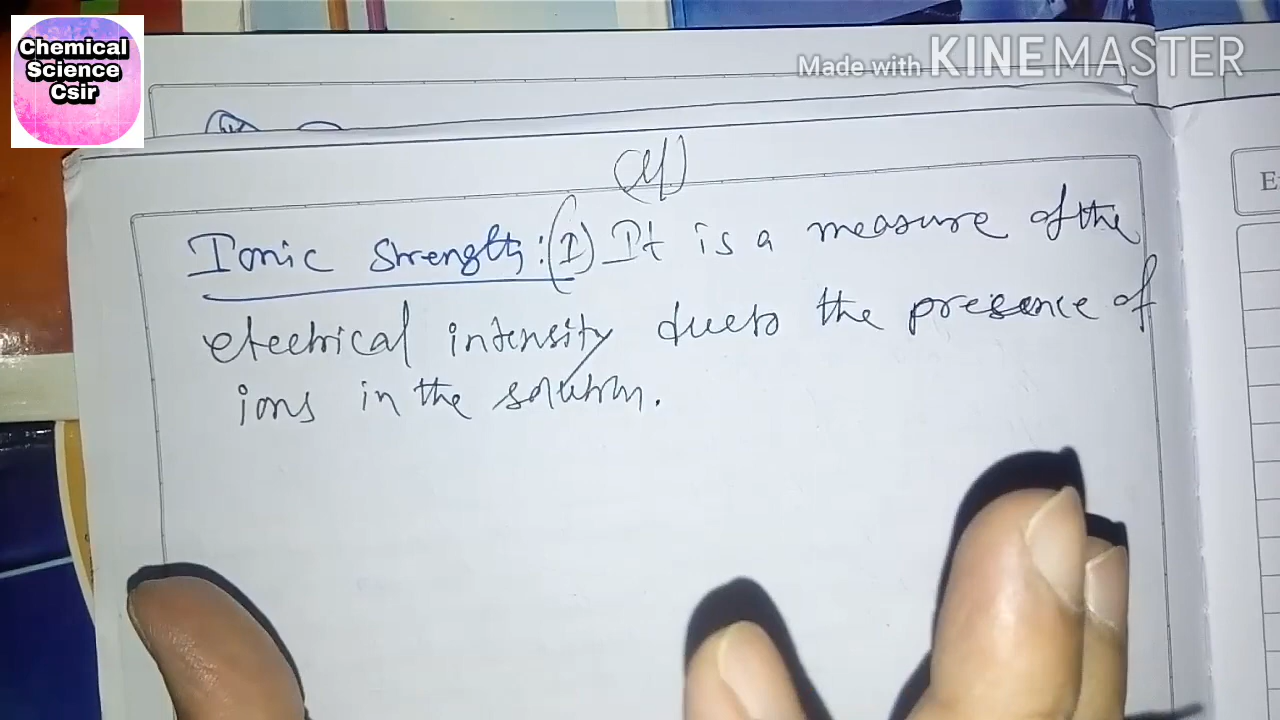 Chemical
Science
Csir
Made with KINEMASTER
Ionic Strength:(I) It is a measure of the
electrical intensity due to the presence of
ions in the solution.
E